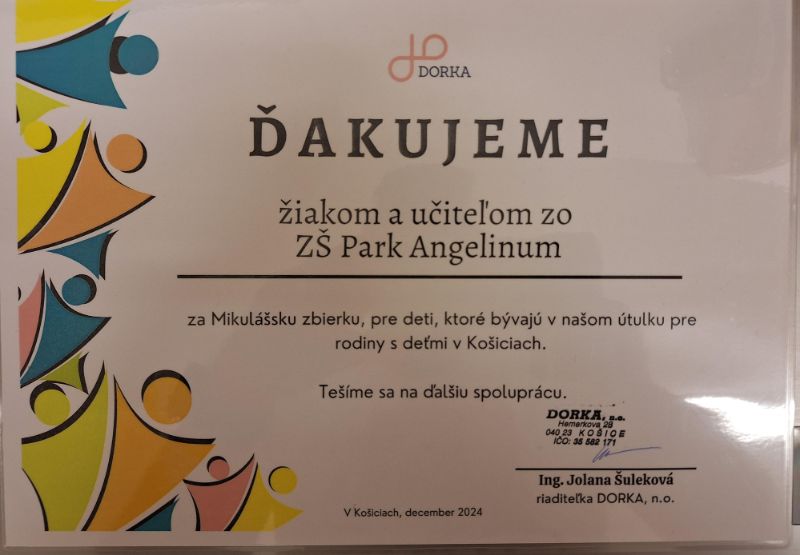 DORKA
ĎAKUJEME
žiakom a učiteľom zo
ZŠ Park Angelinum
za Mikulášsku zbierku, pre deti, ktoré bývajú v našom útulku pre
rodiny s deťmi v Košiciach.
Tešíme sa na ďalšiu spoluprácu.
DORKA, n.o.
Hemerkova 28
040 23 KOŠICE
IČO: 35 582 171
Ing. Jolana Šuleková
riaditeľka DORKA, n.o.
V Košiciach, december 2024